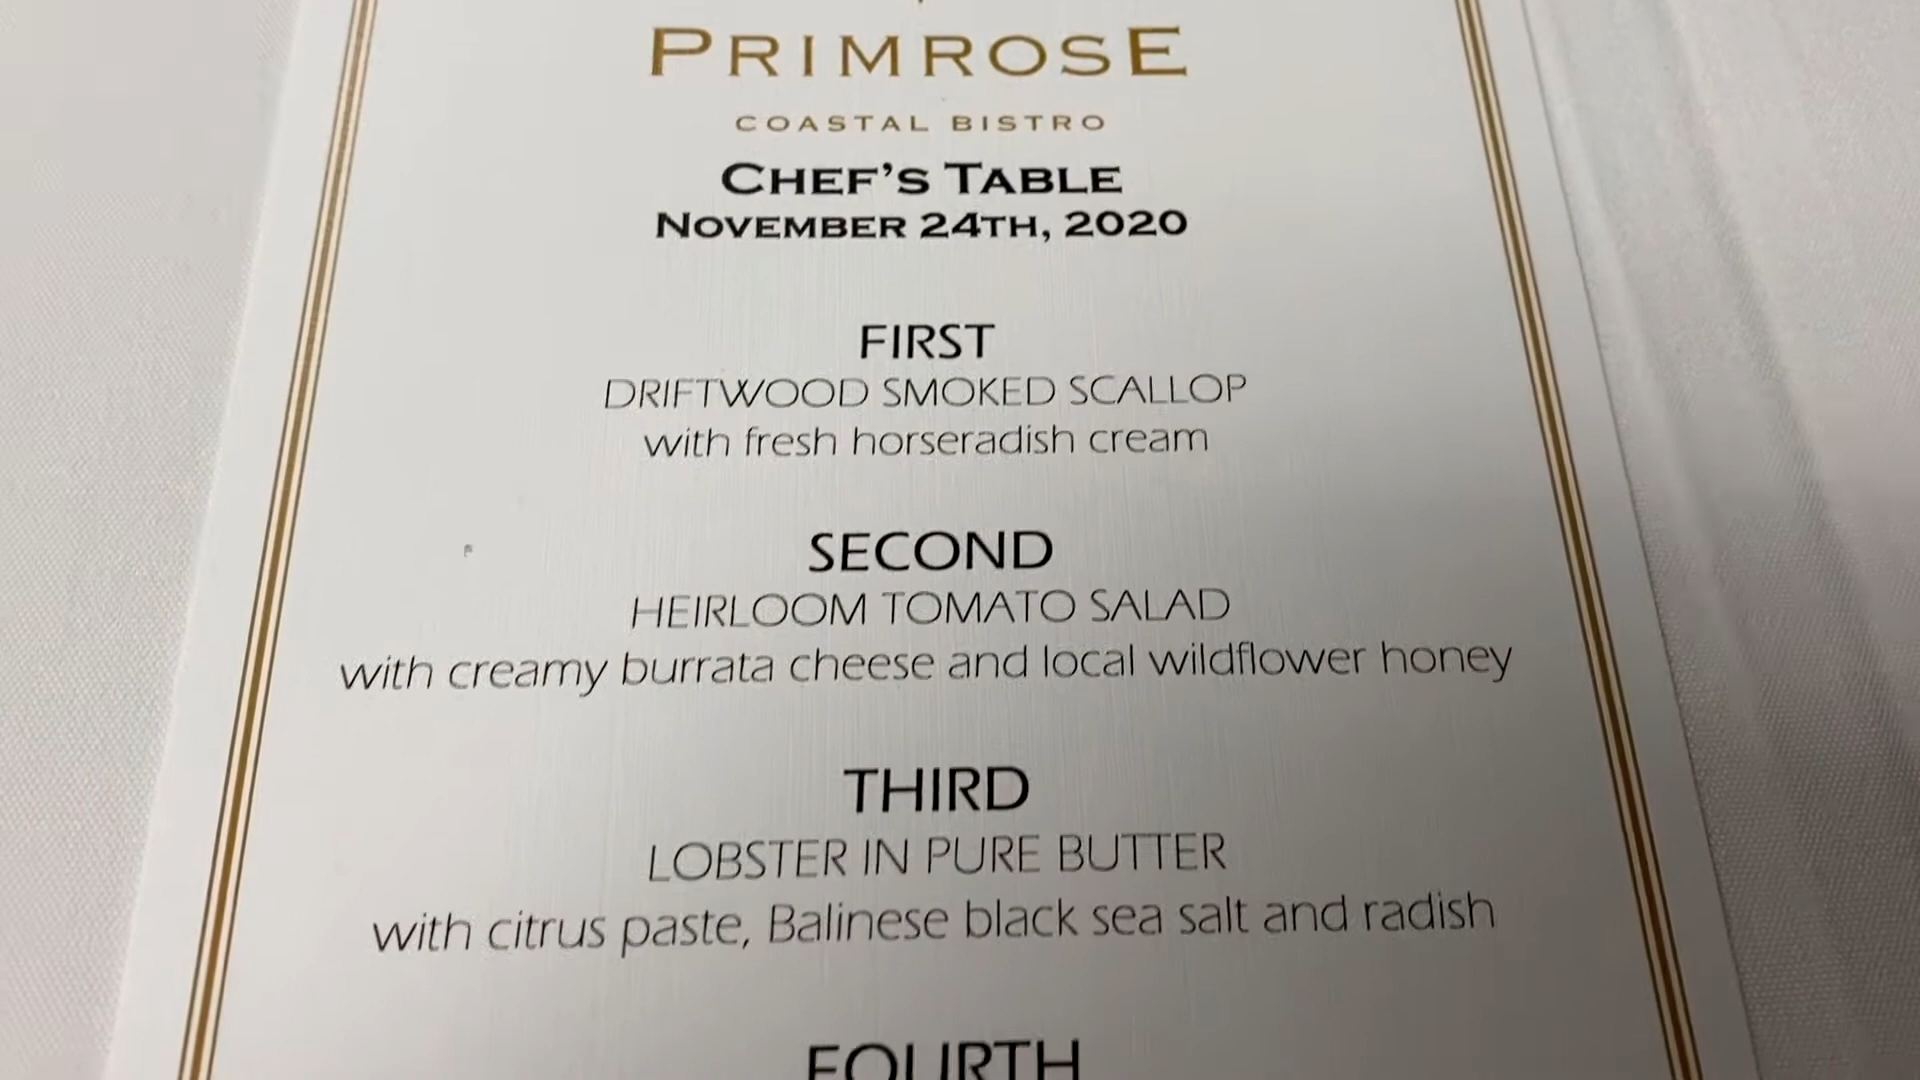 PRIMROSE
COASTAL BISTRO
CHEF'S TABLE
NOVEMBER 24TH, 2020
FIRST
DRIFTWOOD SMOKED SCALLOP
with fresh horseradish cream
SECOND
HEIRLOOM TOMATO SALAD
with creamy burrata cheese and local wildflower honey
THIRD
LOBSTER IN PURE BUTTER
with citrus paste, Balinese black sea salt and radish
FOURTH